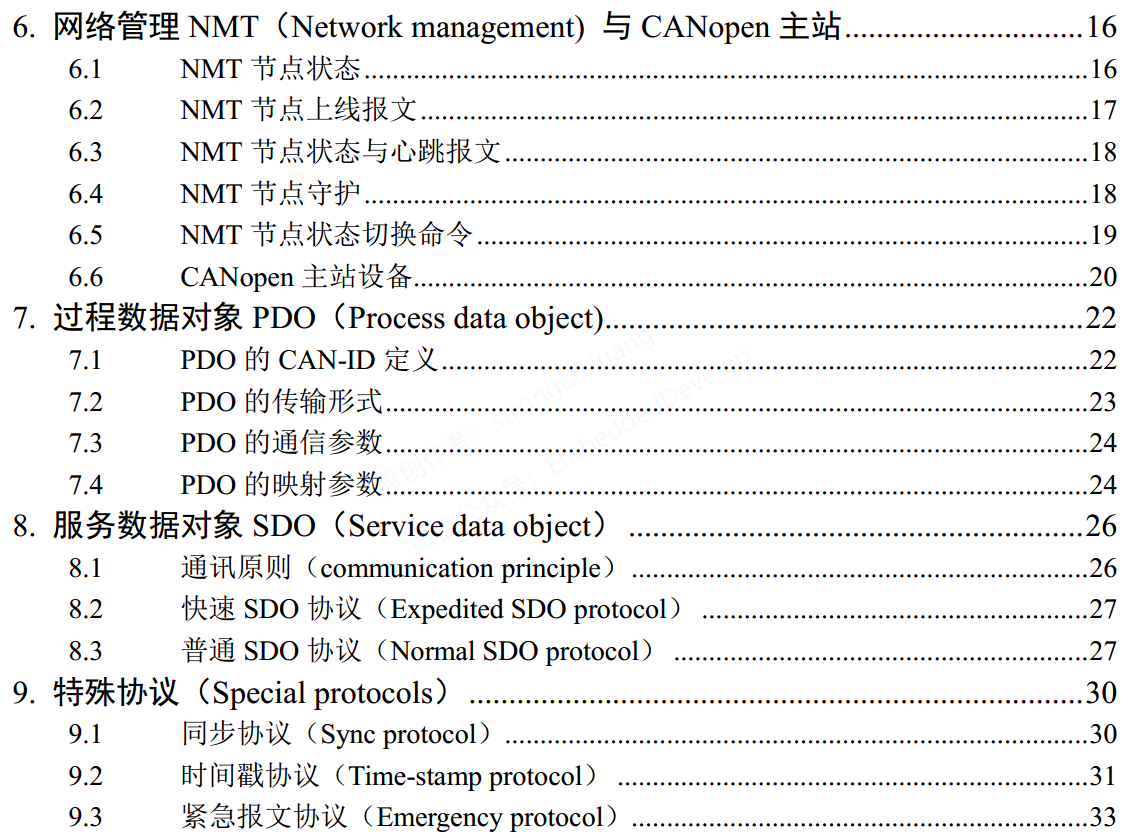 6. 网络管理 NMT（Network management) 与 CANopen 主站................................16
6.1 NMT 节点状态................................16
6.2 NMT 节点上线报文................................17
6.3 NMT 节点状态与心跳报文................................18
6.4 NMT 节点守护................................18
6.5 NMT 节点状态切换命令................................19
6.6 CANopen 主站设备................................20
7. 过程数据对象 PDO（Process data object)................................22
7.1 PDO 的 CAN-ID 定义................................22
7.2 PDO 的传输形式................................23
7.3 PDO 的通信参数................................24
7.4 PDO 的映射参数................................24
8. 服务数据对象 SDO（Service data object） ................................26
8.1 通讯原则（communication principle） ................................26
8.2 快速 SDO 协议（Expedited SDO protocol） ................................27
8.3 普通 SDO 协议（Normal SDO protocol） ................................27
9. 特殊协议（Special protocols） ................................30
9.1 同步协议（Sync protocol） ................................30
9.2 时间戳协议（Time-stamp protocol） ................................31
9.3 紧急报文协议（Emergency protocol） ................................33